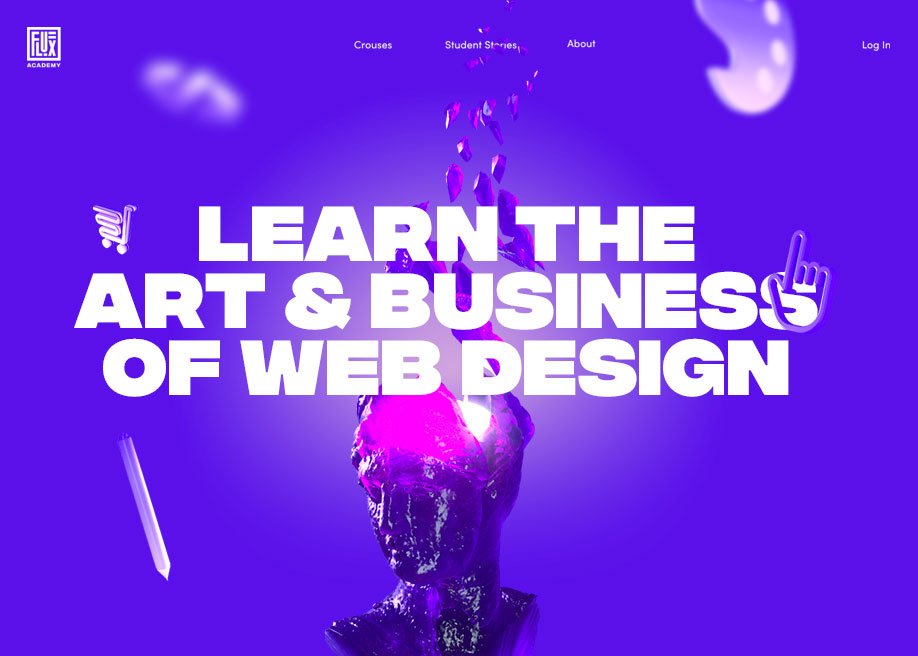 FLUX
ACADEMY
Crouses
Student Stories
About
Log In
LEARN THE
ART & BUSINESS
OF WEB DESIGN